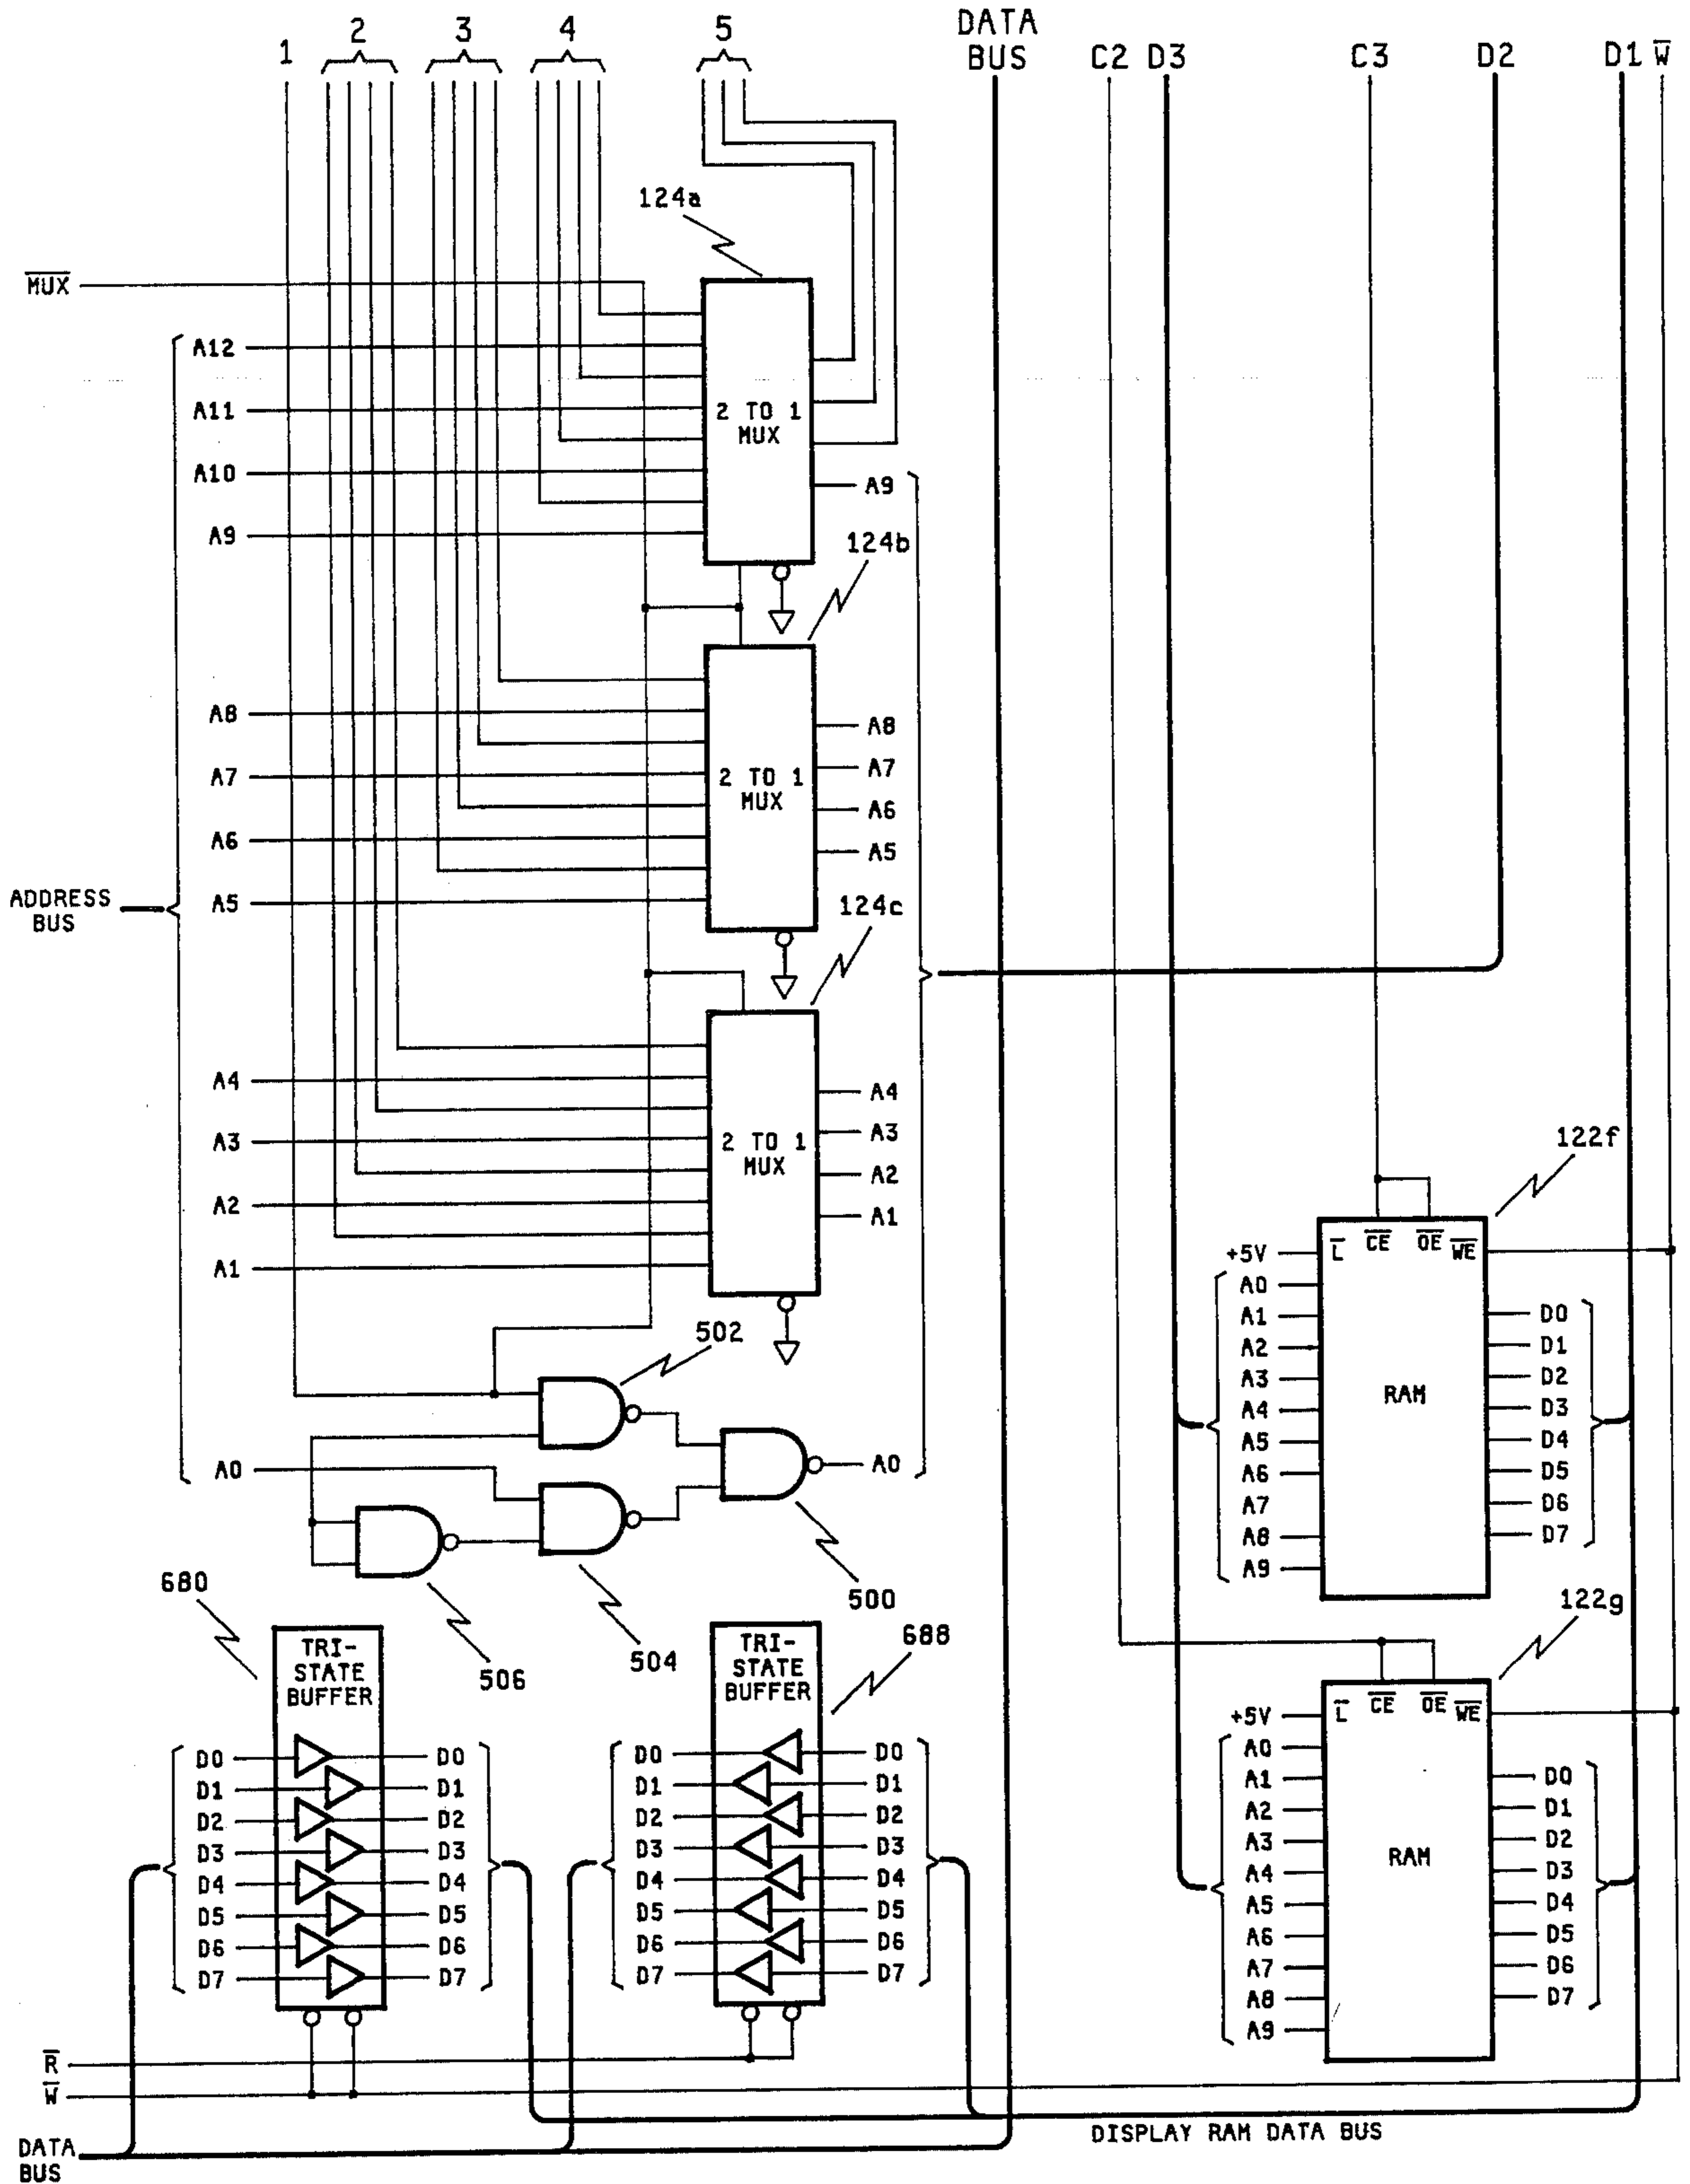 1 2 3 4 5 DATA BUS C2 D3 C3 D2 D1 W̅
124a
M̅U̅X̅
A12
A11
2 TO 1 MUX
A10
A9
A9
124b
A8
A8
A7
A7
2 TO 1 MUX
A6
A6
A5
A5
ADDRESS BUS
124c
A4
A4
A3
A3
2 TO 1 MUX
A2
A2
A1
A1
502
A0
A0
500
504
506
122f
+5V L̅ C̅E̅ O̅E̅ W̅E̅
A0
A1 D0
A2 D1
A3 D2
RAM
A4 D3
A5 D4
A6 D5
A7 D6
A8 D7
A9
122g
+5V L̅ C̅E̅ O̅E̅ W̅E̅
A0
A1 D0
A2 D1
A3 D2
RAM
A4 D3
A5 D4
A6 D5
A7 D6
A8 D7
A9
680
TRI-
STATE
BUFFER
D0 D0
D1 D1
D2 D2
D3 D3
D4 D4
D5 D5
D6 D6
D7 D7
688
TRI-
STATE
BUFFER
D0 D0
D1 D1
D2 D2
D3 D3
D4 D4
D5 D5
D6 D6
D7 D7
R̅
W̅
DATA
BUS
DISPLAY RAM DATA BUS